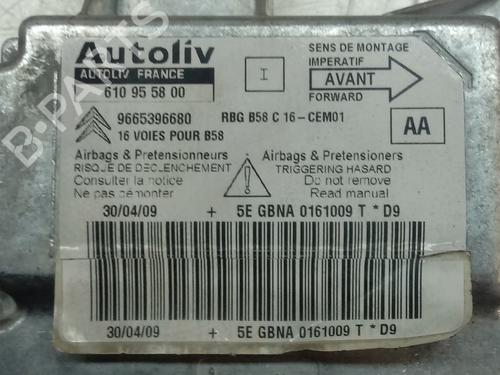 Autoliv
AUTOLIV FRANCE
610 95 58 00
I
SENS DE MONTAGE
IMPERATIF
AVANT
FORWARD
9665396680
RBG B58 C 16-CEM01
16 VOIES POUR B58
AA
Airbags & Pretensionneurs
RISQUE DE DECLENCHEMENT
Consulter la notice
Ne pas démonter
!
Airbags & Pretensioners
TRIGGERING HASARD
Do not remove
Read manual
30/04/09 + 5E GBNA 0161009 T * D9
30/04/09 + 5E GBNA 0161009 T * D9
B-PARTS